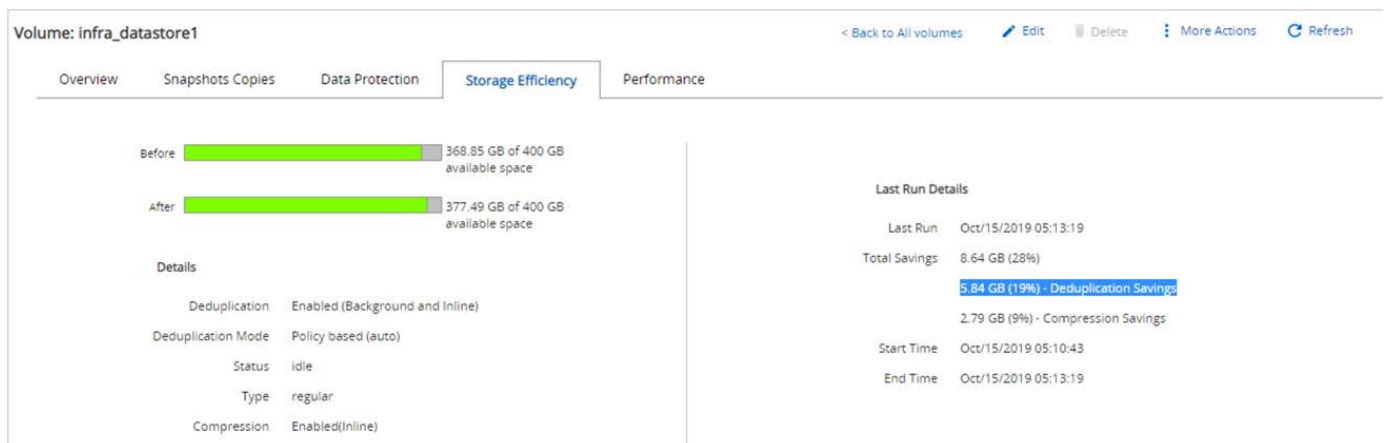 Volume: infra_datastore1
< Back to All volumes Edit Delete More Actions Refresh
Overview Snapshots Copies Data Protection Storage Efficiency Performance
Before 368.85 GB of 400 GB
available space
After 377.49 GB of 400 GB
available space
Details
Deduplication Enabled (Background and Inline)
Deduplication Mode Policy based (auto)
Status idle
Type regular
Compression Enabled(Inline)
Last Run Details
Last Run Oct/15/2019 05:13:19
Total Savings 8.64 GB (28%)
5.84 GB (19%) - Deduplication Savings
2.79 GB (9%) - Compression Savings
Start Time Oct/15/2019 05:10:43
End Time Oct/15/2019 05:13:19